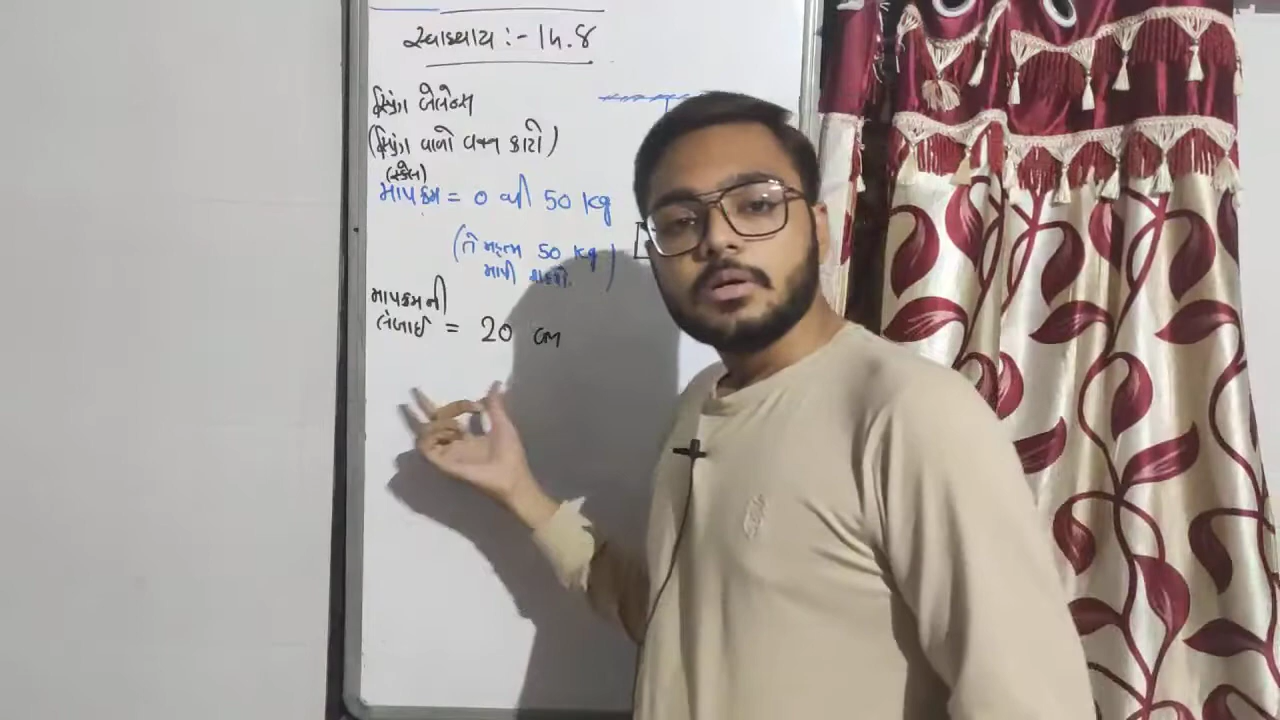 સ્વાધ્યાય :- 14.8
સ્પ્રિંગ બેલેન્સ
(સ્પ્રિંગ વાળો વજન કાંટો)
(સ્કેલ)
માપક્રમ = 0 થી 50 kg
(તે મહત્તમ 50 kg
માપી શકશે.)
માપક્રમની
લંબાઈ = 20 cm